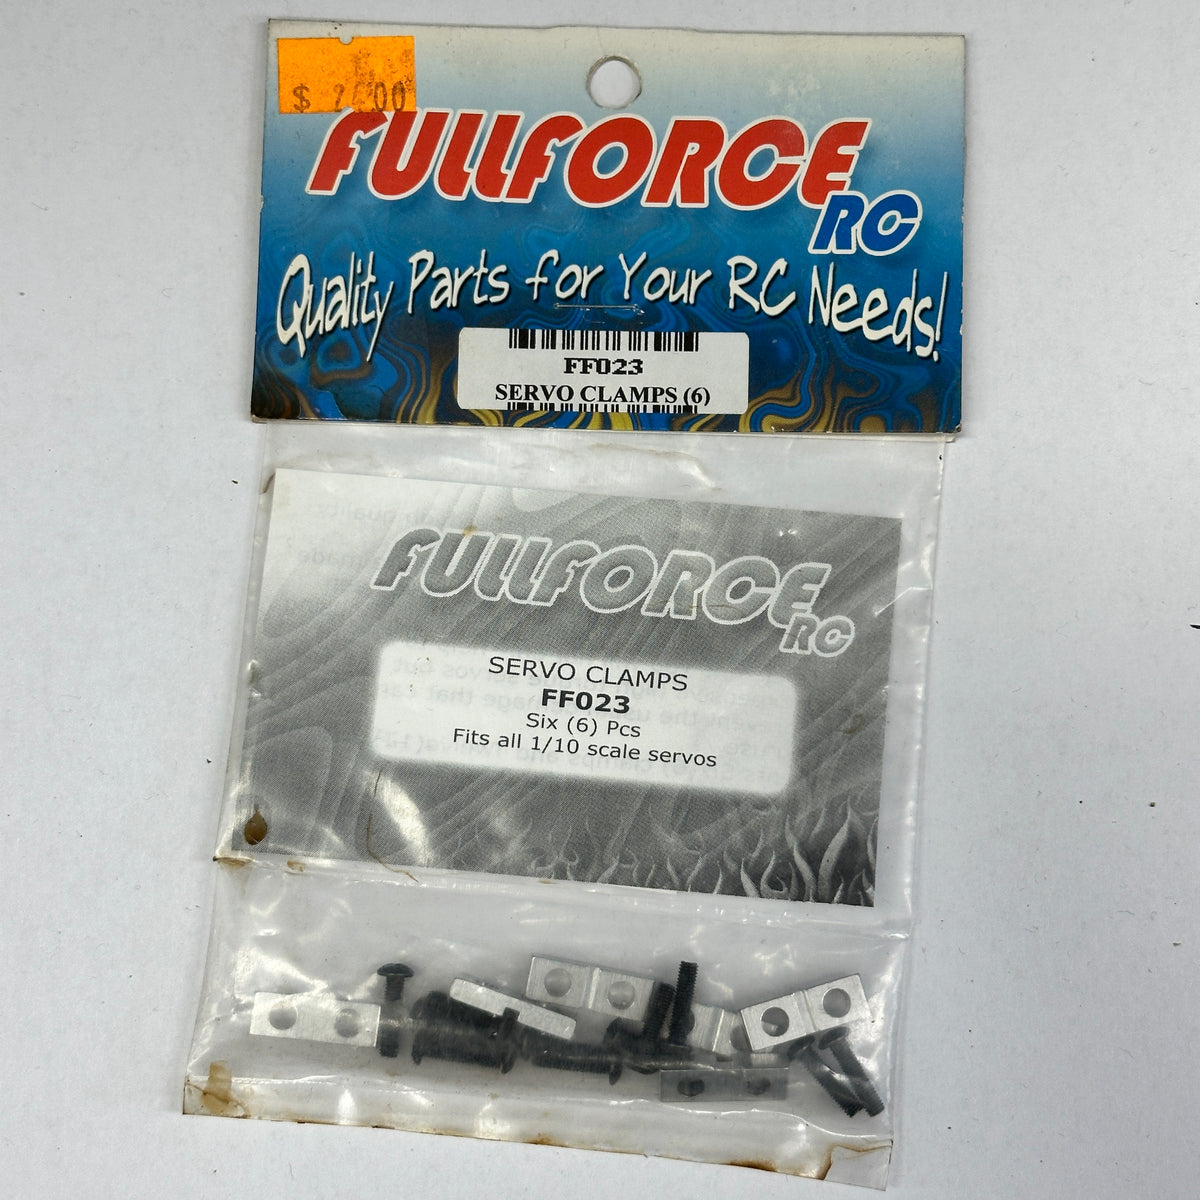 FULLFORCE
RC
Quality Parts for Your RC Needs!
FF023
SERVO CLAMPS (6)
FULLFORCE
RC
SERVO CLAMPS
FF023
Six (6) Pcs
Fits all 1/10 scale servos